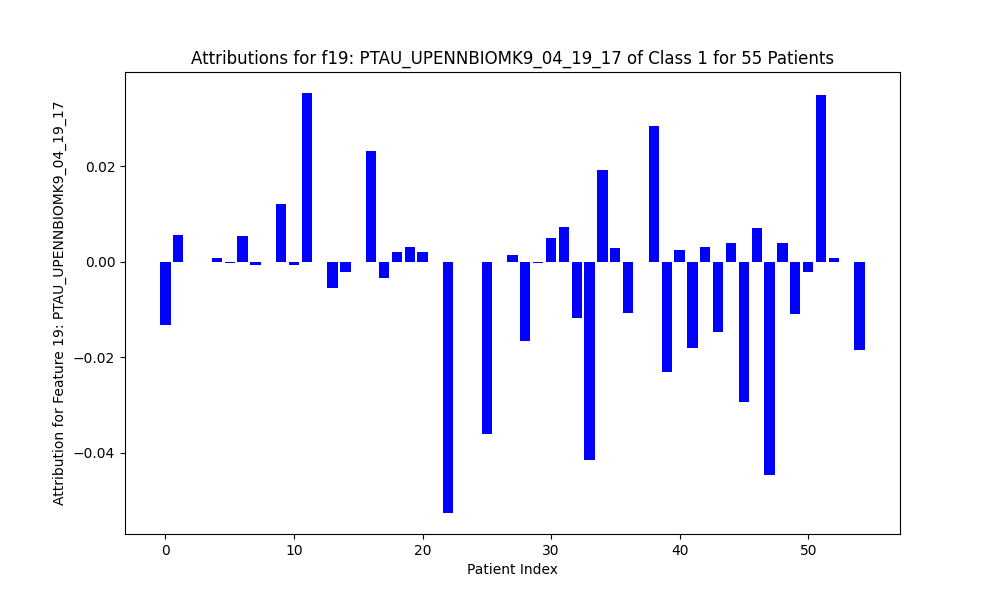 Attributions for f19: PTAU_UPENNBIOMK9_04_19_17 of Class 1 for 55 Patients
Attribution for Feature 19: PTAU_UPENNBIOMK9_04_19_17
0.02
0.00
−0.02
−0.04
0 10 20 30 40 50
Patient Index